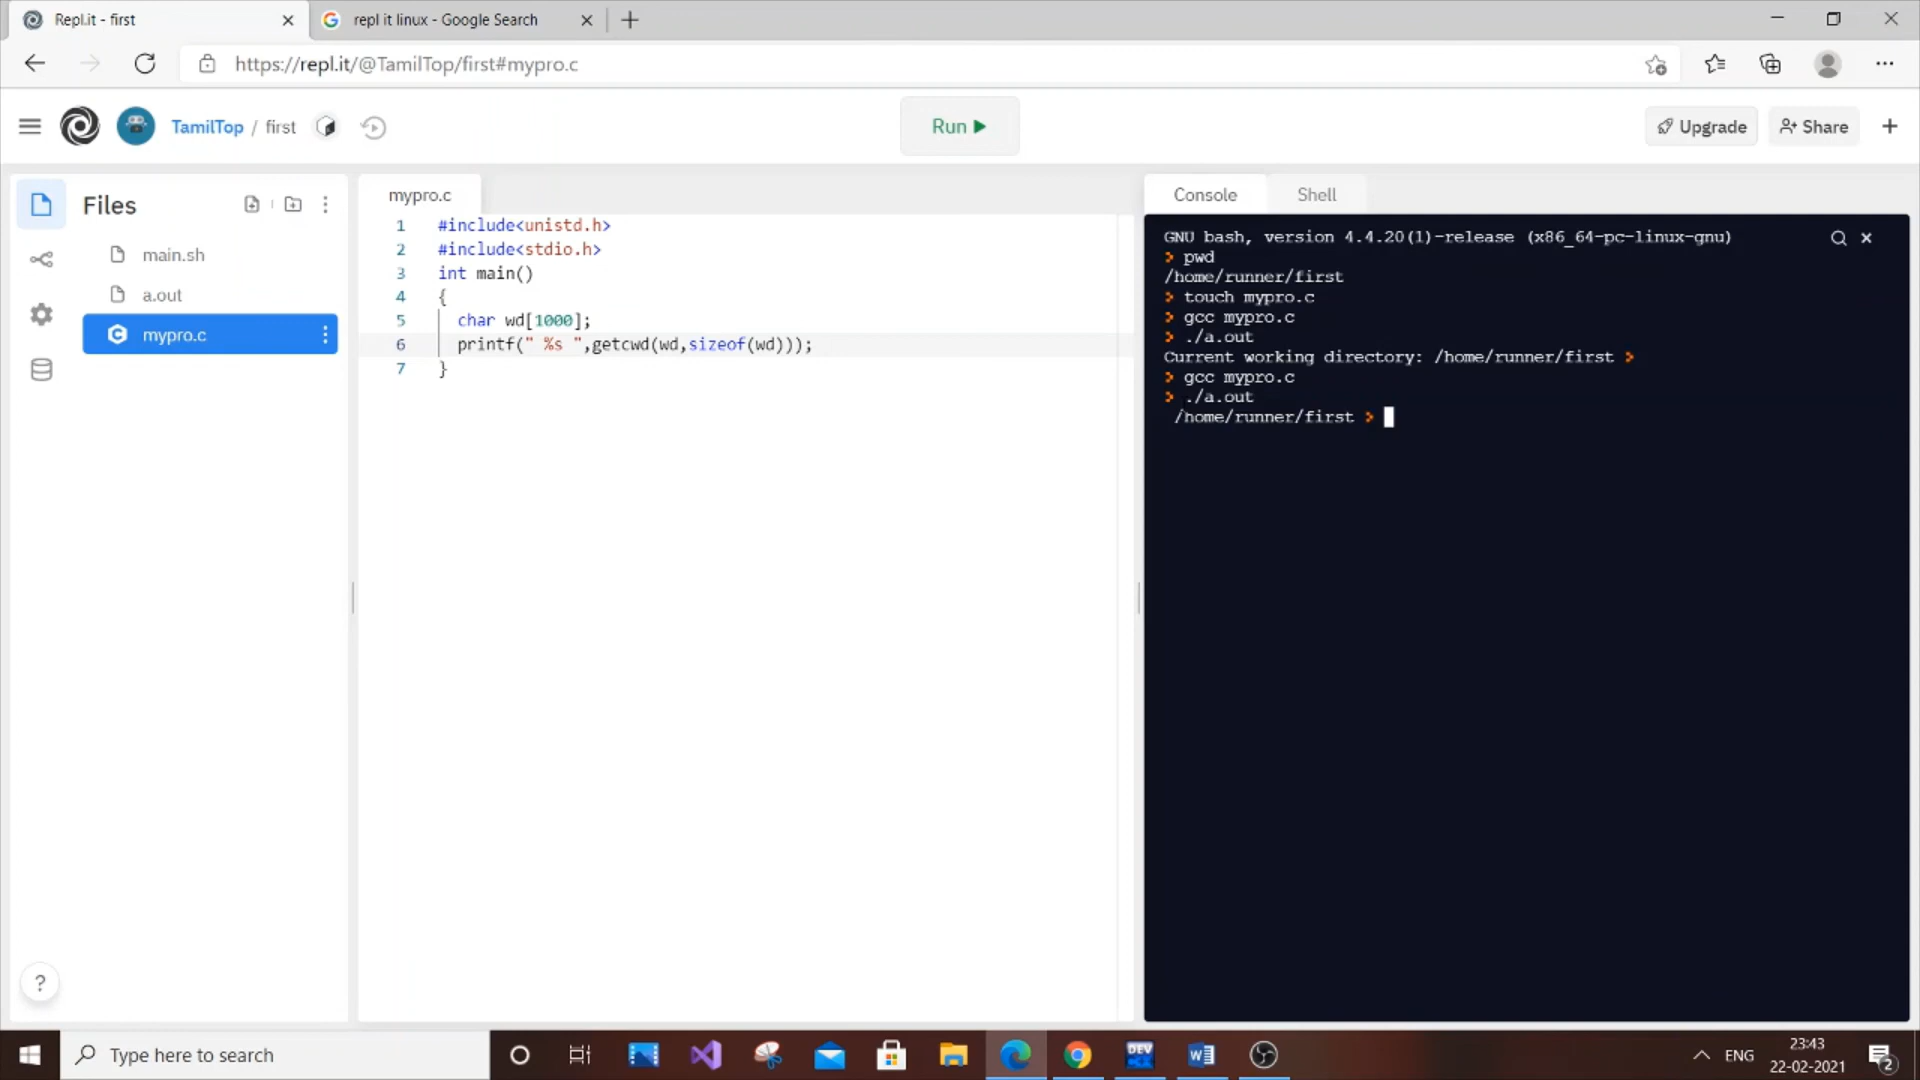 Repl.it - first
repl it linux - Google Search
https://repl.it/@TamilTop/first#mypro.c
TamilTop / first
Run
Upgrade
Share
Files
main.sh
a.out
mypro.c
mypro.c
1 #include<unistd.h>
2 #include<stdio.h>
3 int main()
4 {
5 char wd[1000];
6 printf(" %s ",getcwd(wd,sizeof(wd)));
7 }
Console
Shell
GNU bash, version 4.4.20(1)-release (x86_64-pc-linux-gnu)
> pwd
/home/runner/first
> touch mypro.c
> gcc mypro.c
> ./a.out
Current working directory: /home/runner/first >
> gcc mypro.c
> ./a.out
/home/runner/first >
?
Type here to search
DEV
ENG
23:43
22-02-2021
2